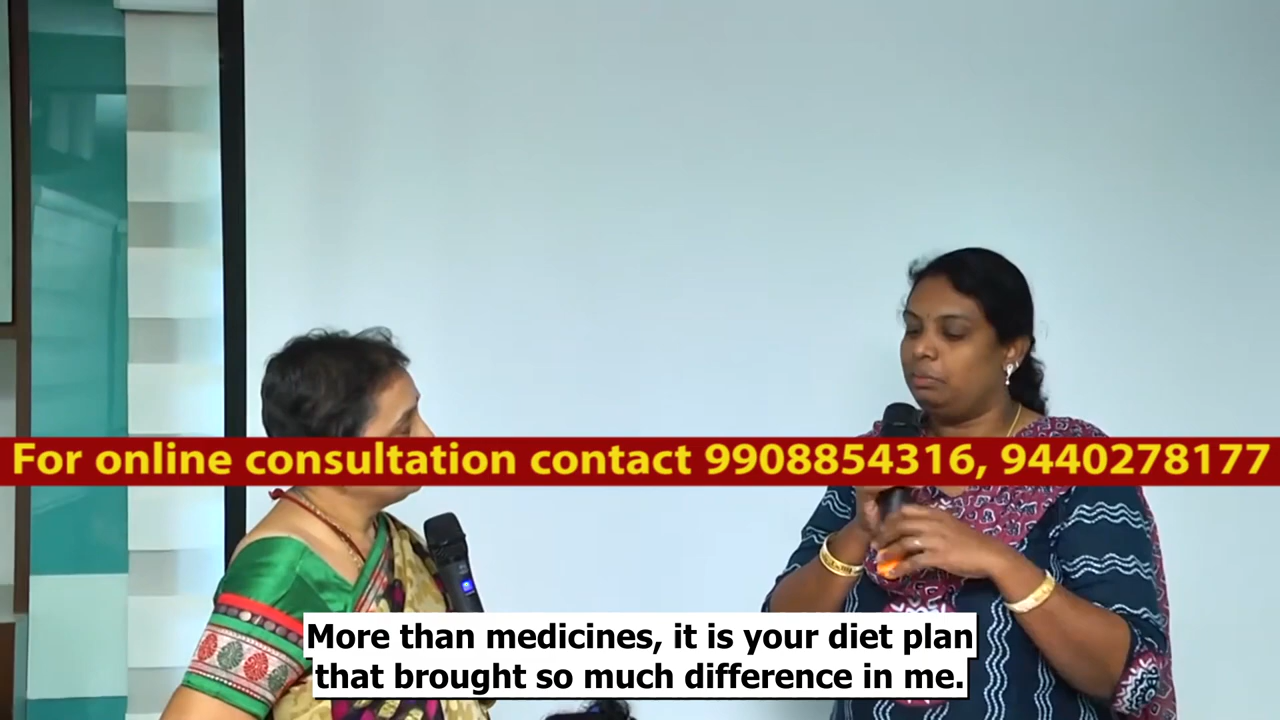 For online consultation contact 9908854316, 9440278177
More than medicines, it is your diet plan
that brought so much difference in me.